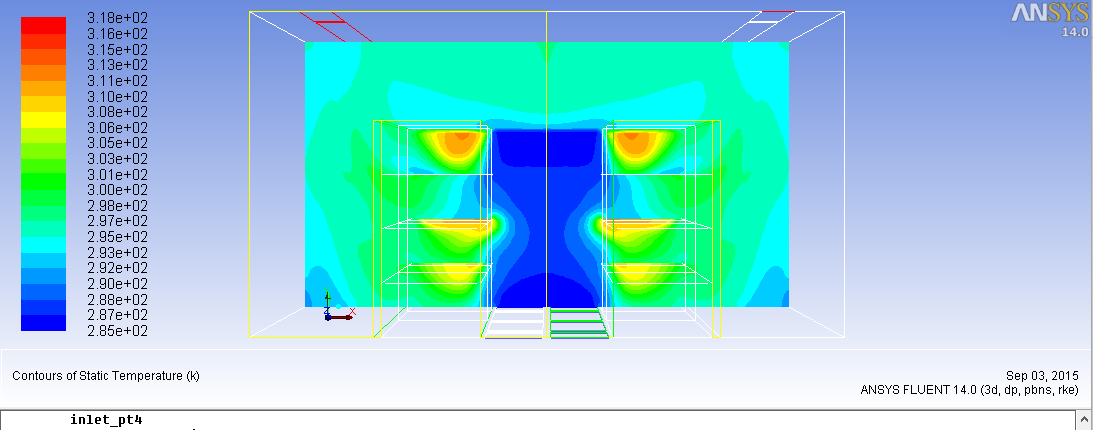 3.18e+02
3.16e+02
3.15e+02
3.13e+02
3.11e+02
3.10e+02
3.08e+02
3.06e+02
3.05e+02
3.03e+02
3.01e+02
3.00e+02
2.98e+02
2.97e+02
2.95e+02
2.93e+02
2.92e+02
2.90e+02
2.88e+02
2.87e+02
2.85e+02
ANSYS
14.0
Y
Z
X
Contours of Static Temperature (k)
Sep 03, 2015
ANSYS FLUENT 14.0 (3d, dp, pbns, rke)
inlet_pt4